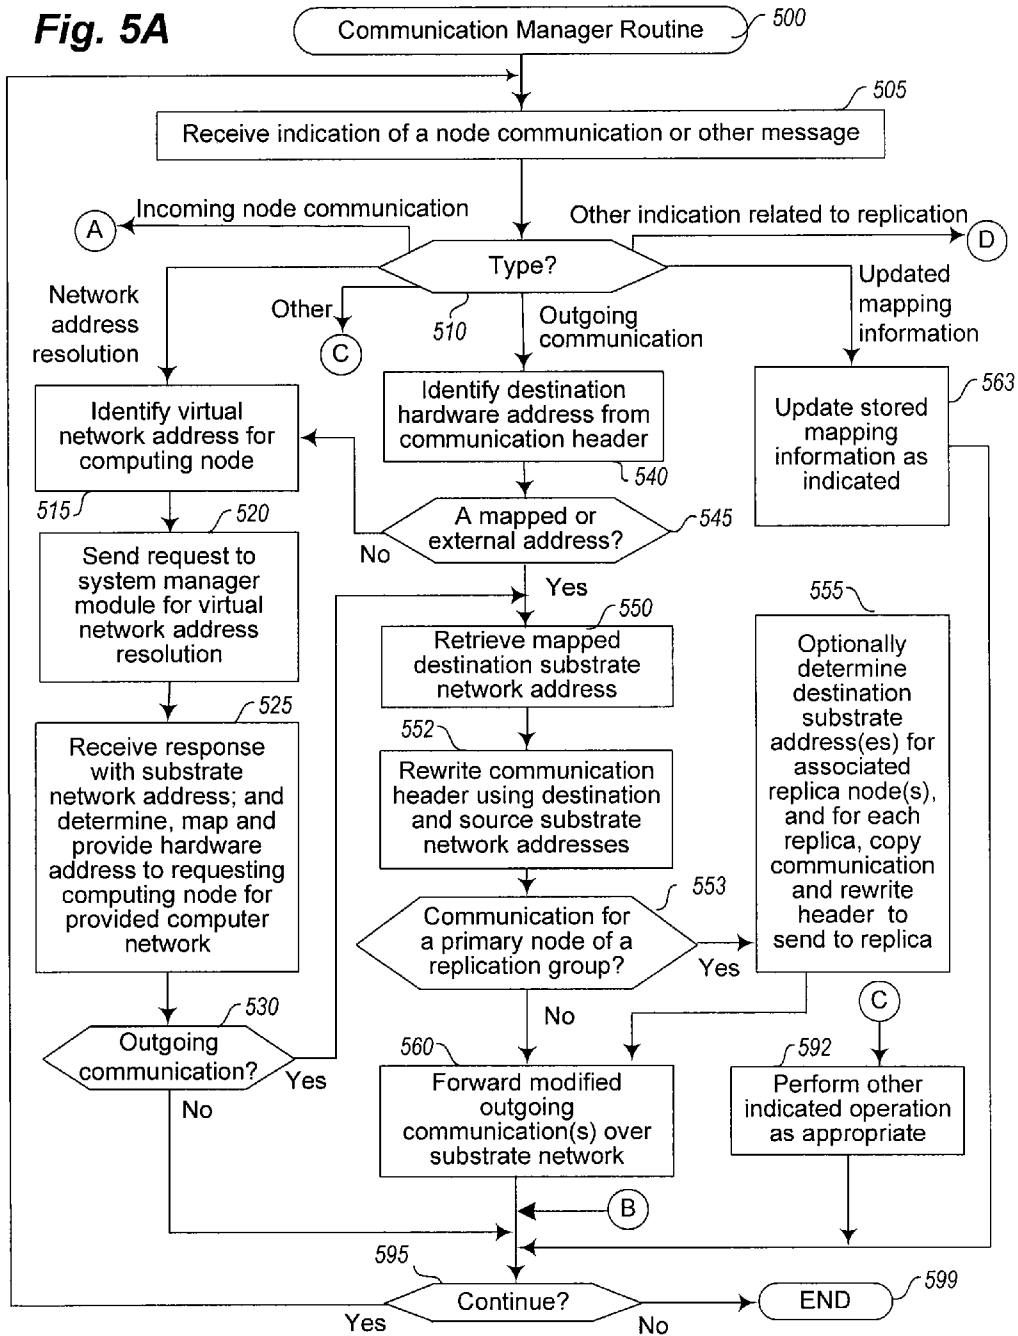 Fig. 5A
Communication Manager Routine
500
505
Receive indication of a node communication or other message
Incoming node communication
A
Other indication related to replication
D
Type?
510
Network
address
resolution
Other
C
Outgoing
communication
Updated
mapping
information
Identify virtual
network address for
computing node
515
Identify destination
hardware address from
communication header
540
563
Update stored
mapping
information as
indicated
520
Send request to
system manager
module for virtual
network address
resolution
A mapped or
external address?
545
No
Yes
550
Retrieve mapped
destination substrate
network address
555
Optionally
determine
destination
substrate
address(es) for
associated
replica node(s),
and for each
replica, copy
communication
and rewrite
header to
send to replica
525
Receive response
with substrate
network address; and
determine, map and
provide hardware
address to requesting
computing node for
provided computer
network
552
Rewrite communication
header using destination
and source substrate
network addresses
553
Communication for
a primary node of a
replication group?
Yes
No
530
Outgoing
communication?
Yes
No
560
Forward modified
outgoing
communication(s) over
substrate network
C
592
Perform other
indicated operation
as appropriate
B
595
Continue?
Yes
No
END
599